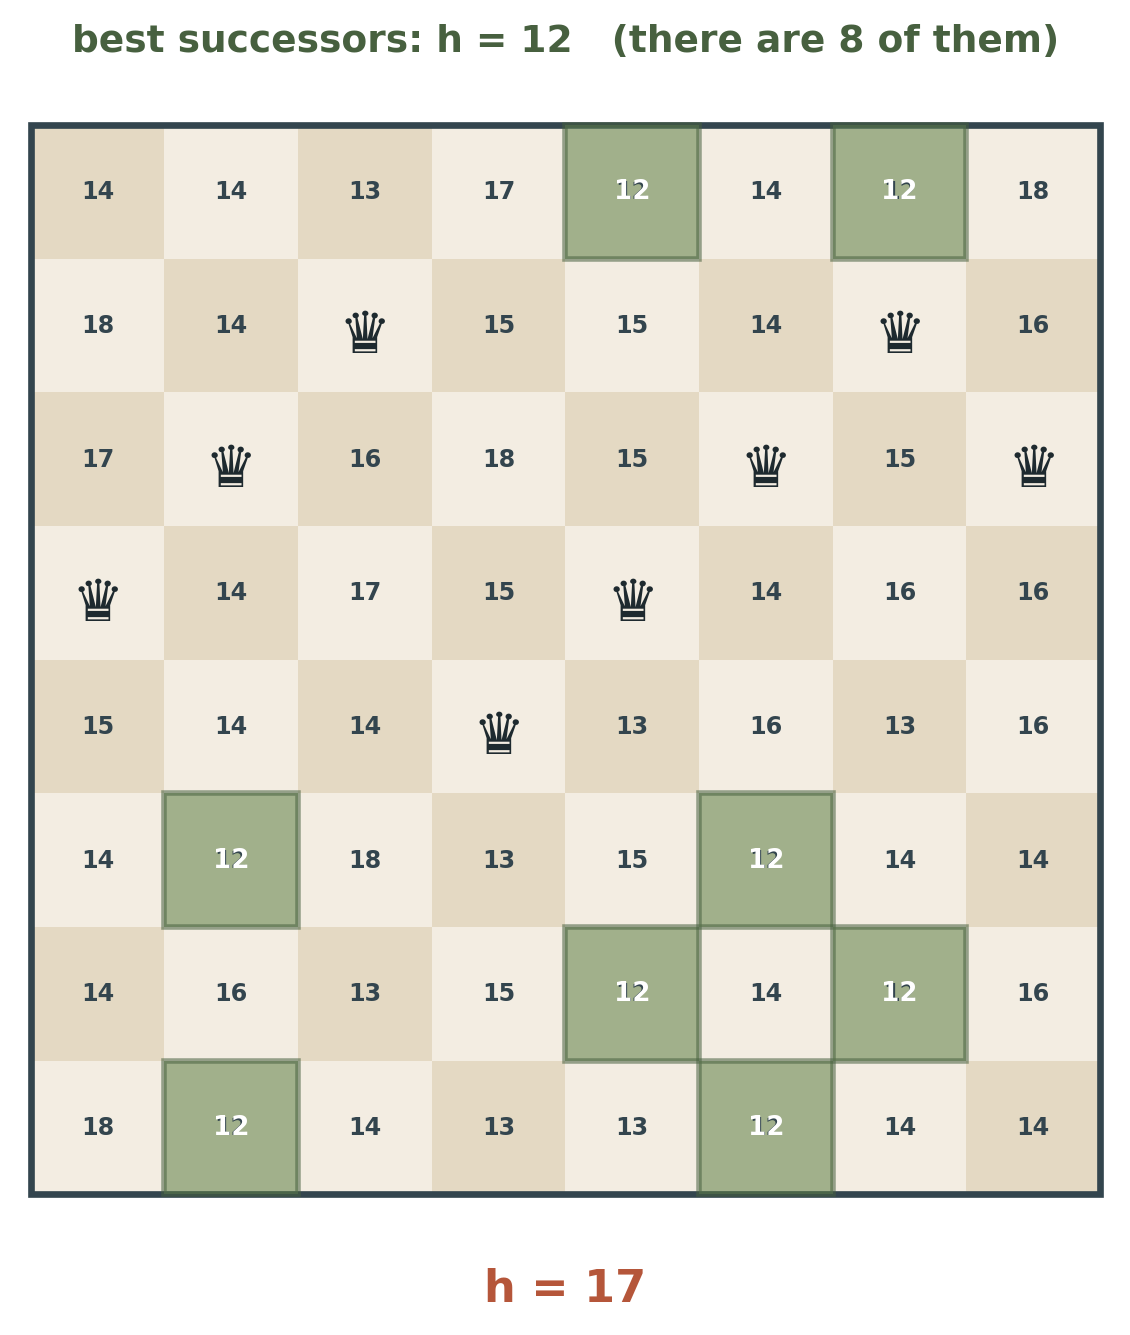 best successors: h = 12 (there are 8 of them)
14 14 13 17 12 14 12 18
18 14 ♛ 15 15 14 ♛ 16
17 ♛ 16 18 15 ♛ 15 ♛
♛ 14 17 15 ♛ 14 16 16
15 14 14 ♛ 13 16 13 16
14 12 18 13 15 12 14 14
14 16 13 15 12 14 12 16
18 12 14 13 13 12 14 14
h = 17